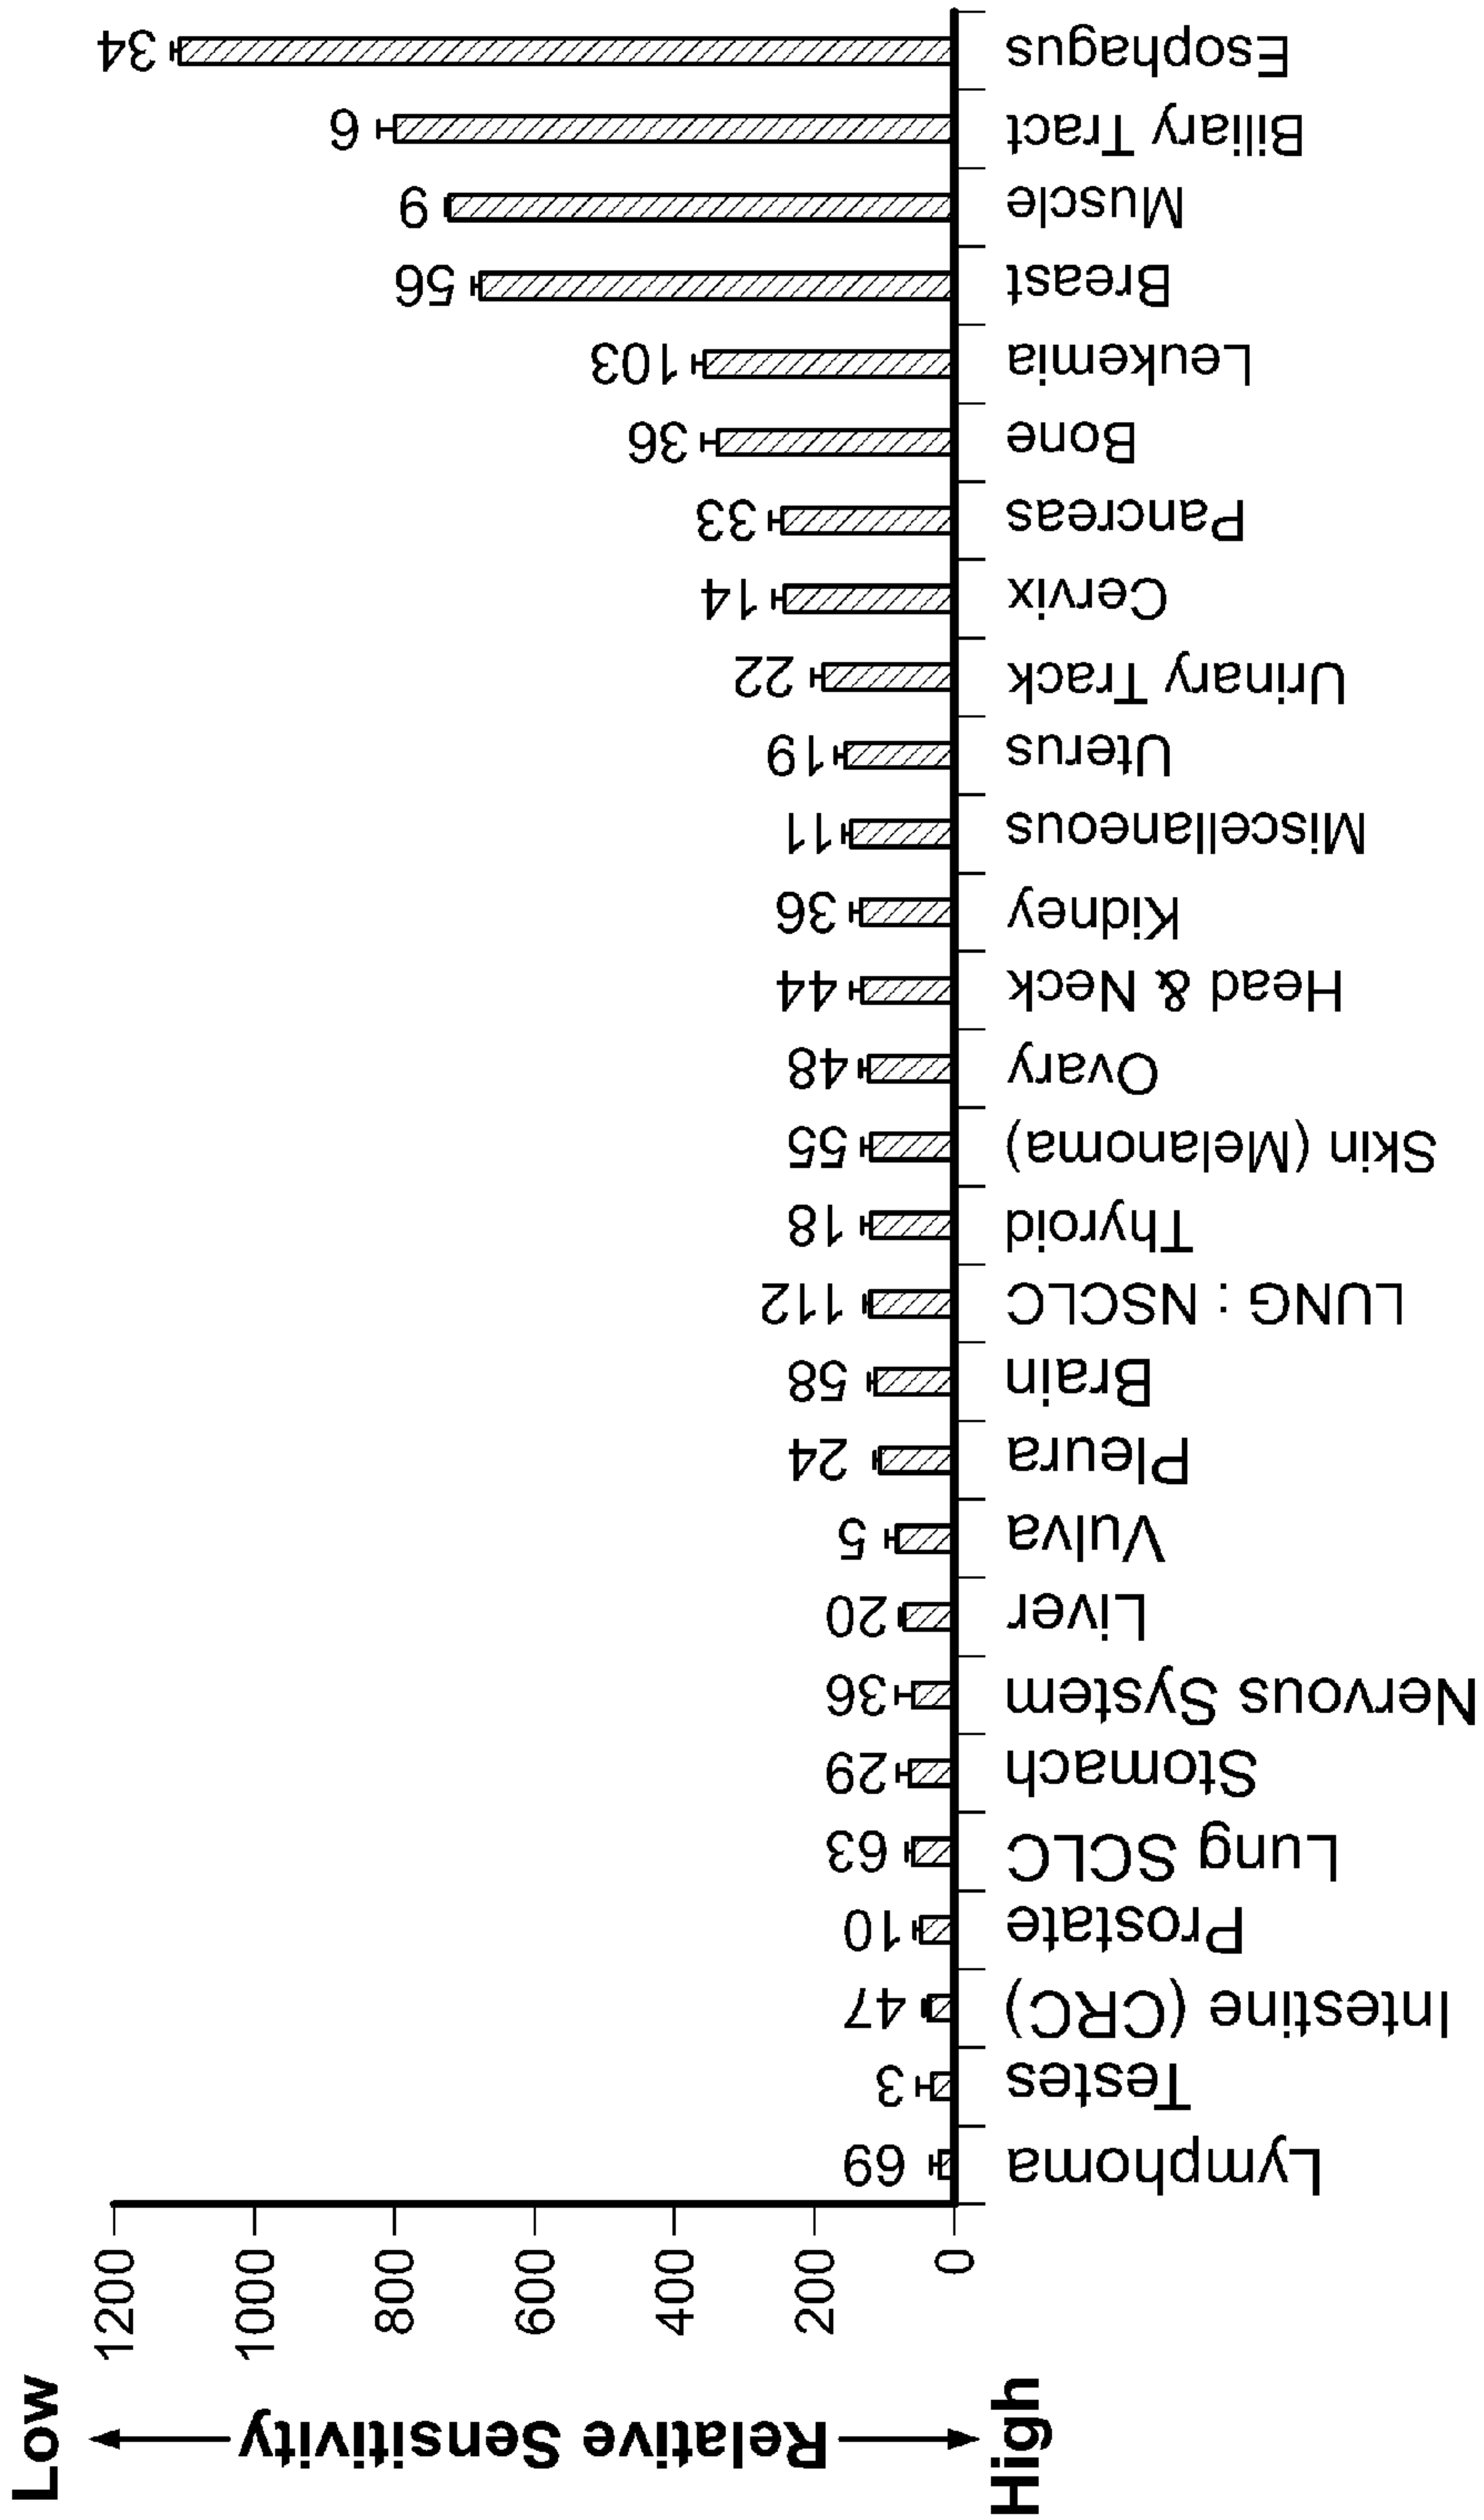 High
Relative Sensitivity
Low
0
200
400
600
800
1000
1200
Lymphoma 69
Testes 3
Intestine (CRC) 47
Prostate 10
Lung SCLC 63
Stomach 29
Nervous System 36
Liver 20
Vulva 5
Pleura 24
Brain 58
LUNG : NSCLC 112
Thyroid 18
Skin (Melanoma) 55
Ovary 48
Head & Neck 44
Kidney 36
Miscellaneous 11
Uterus 19
Urinary Track 22
Cervix 14
Pancreas 33
Bone 36
Leukemia 103
Breast 56
Muscle 9
Biliary Tract 6
Esophagus 34